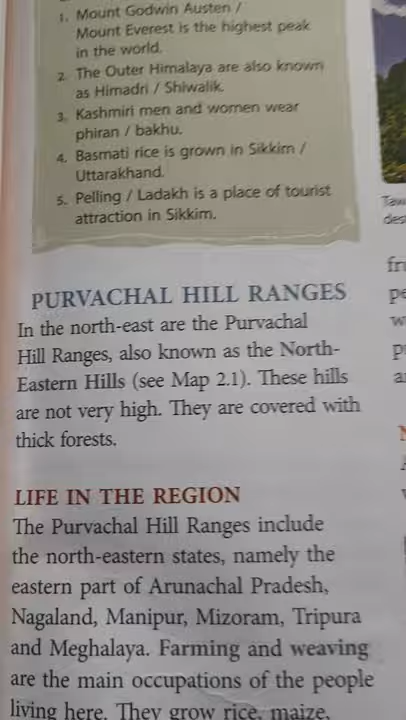 1. Mount Godwin Austen /
Mount Everest is the highest peak
in the world.
2. The Outer Himalaya are also known
as Himadri / Shiwalik.
3. Kashmiri men and women wear
phiran / bakhu.
4. Basmati rice is grown in Sikkim /
Uttarakhand.
5. Pelling / Ladakh is a place of tourist
attraction in Sikkim.
PURVACHAL HILL RANGES
In the north-east are the Purvachal
Hill Ranges, also known as the North-
Eastern Hills (see Map 2.1). These hills
are not very high. They are covered with
thick forests.
LIFE IN THE REGION
The Purvachal Hill Ranges include
the north-eastern states, namely the
eastern part of Arunachal Pradesh,
Nagaland, Manipur, Mizoram, Tripura
and Meghalaya. Farming and weaving
are the main occupations of the people
living here. They grow rice, maize,